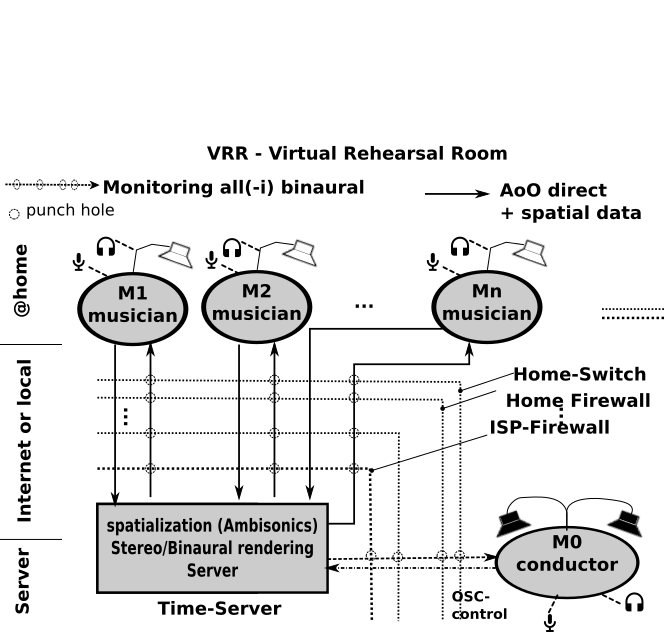 VRR - Virtual Rehearsal Room
Monitoring all(-i) binaural
punch hole
AoO direct
+ spatial data
@home
M1
musician
M2
musician
...
Mn
musician
Internet or local
...
Home-Switch
Home Firewall
...
ISP-Firewall
Server
spatialization (Ambisonics)
Stereo/Binaural rendering
Server
Time-Server
M0
conductor
OSC-
control